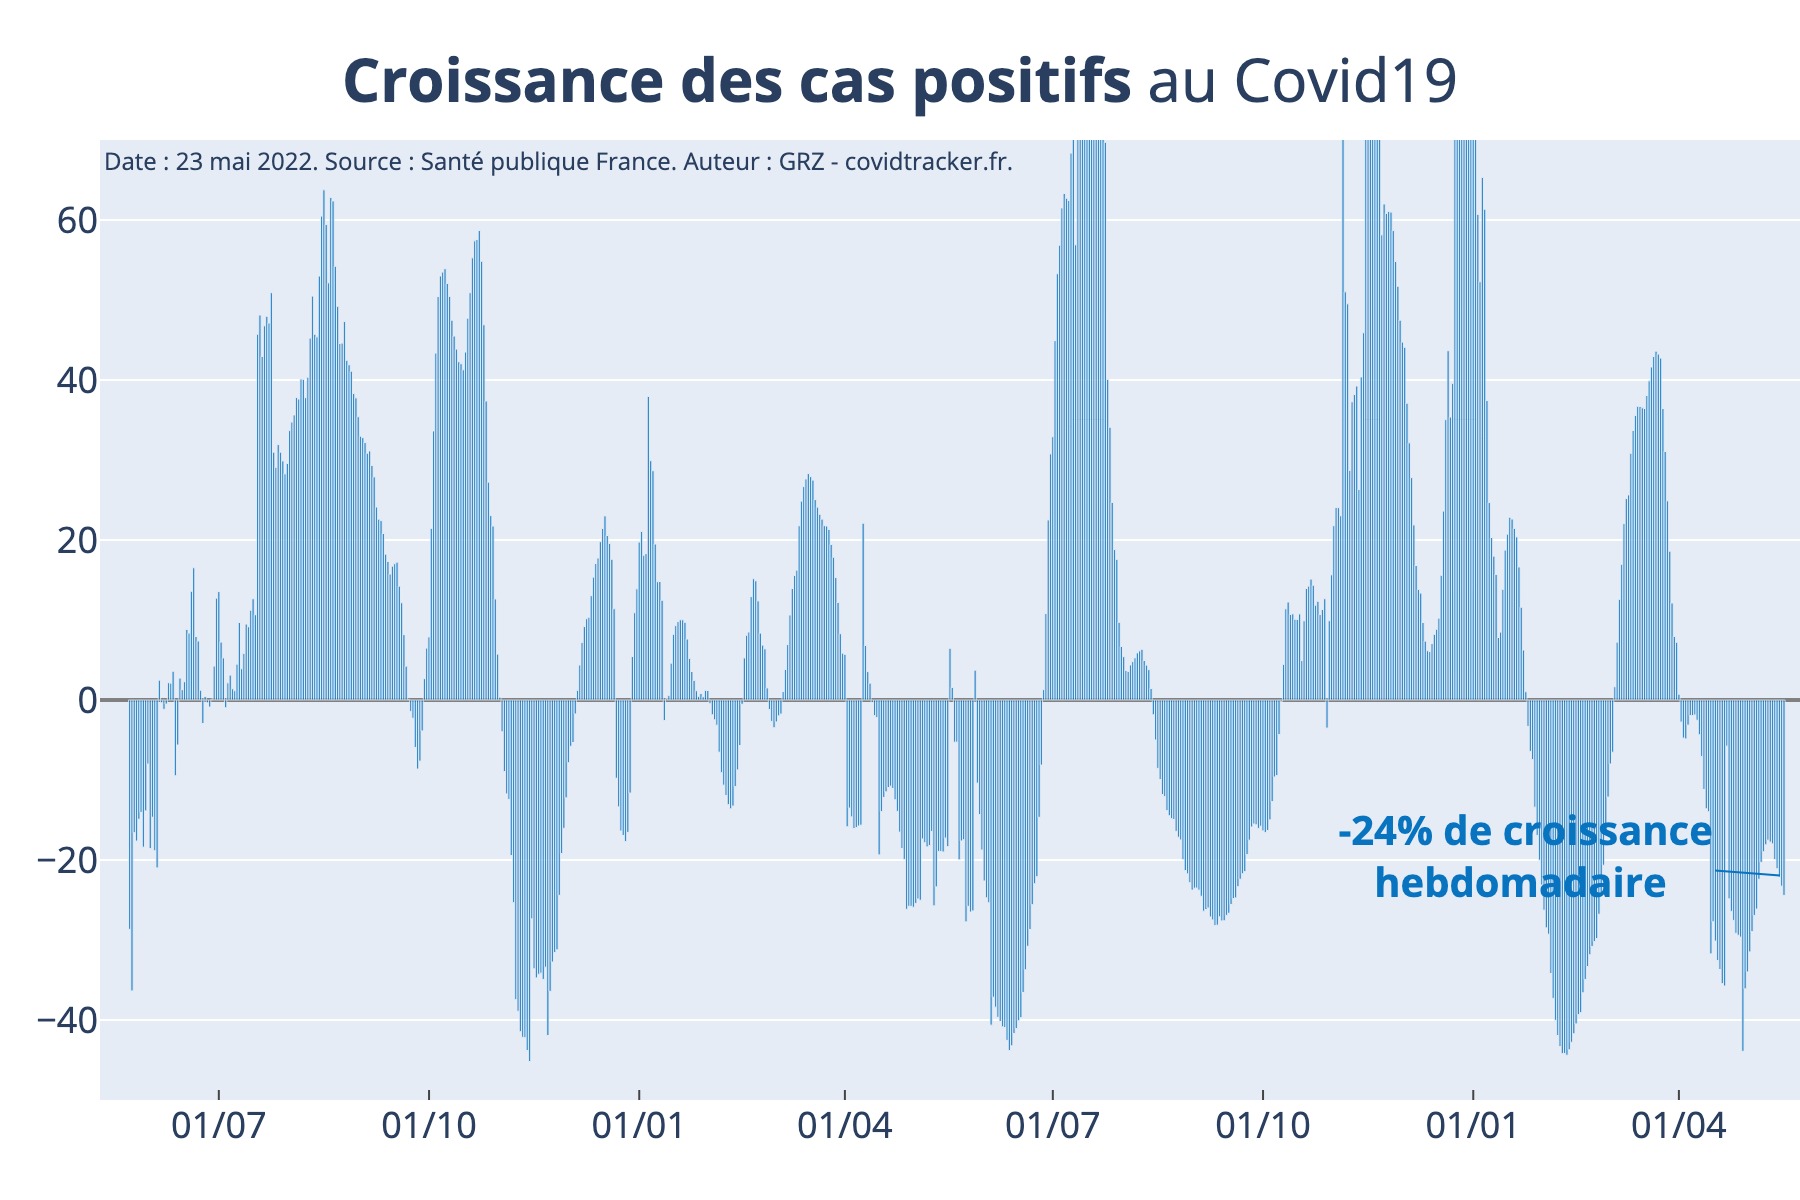 Croissance des cas positifs au Covid19
Date : 23 mai 2022. Source : Santé publique France. Auteur : GRZ - covidtracker.fr.
60
40
20
0
−20
−40
-24% de croissance
hebdomadaire
01/07 01/10 01/01 01/04 01/07 01/10 01/01 01/04